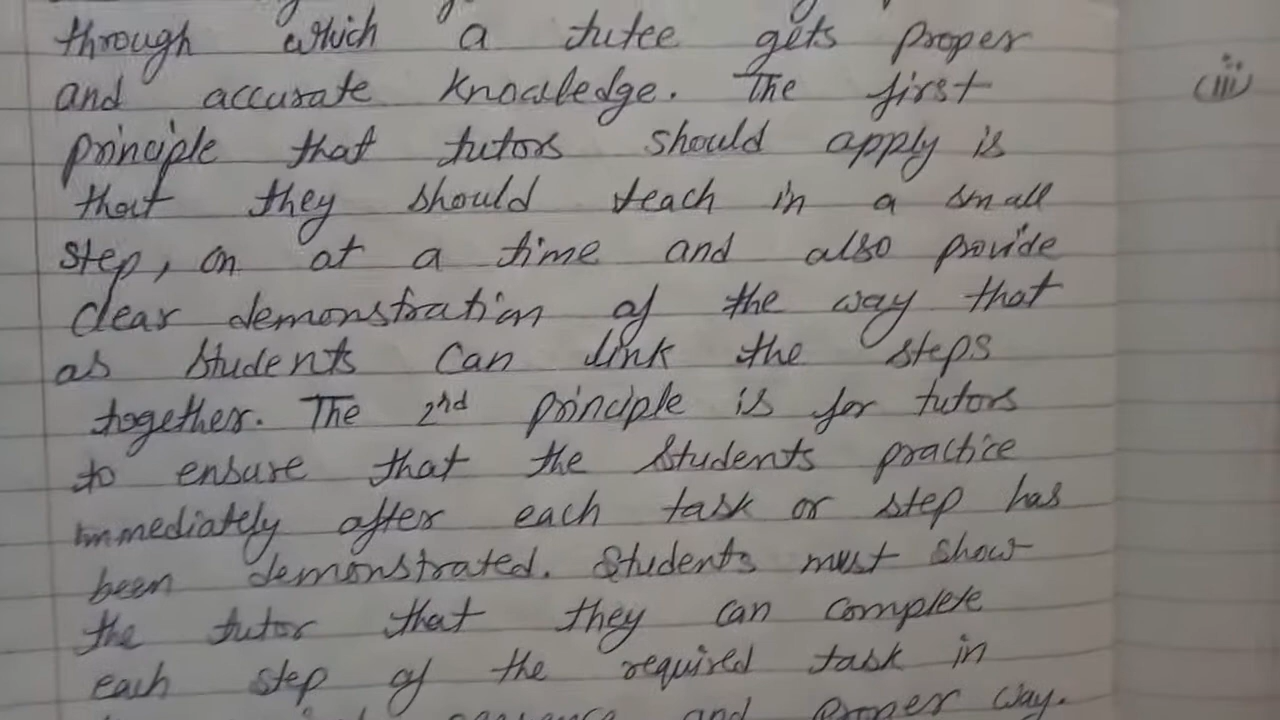 through which a tutee gets proper
and accurate knowledge. The first
principle that tutors should apply is
that they should teach in a small
step, on at a time and also provide
clear demonstration of the way that
as students can link the steps
together. The 2nd principle is for tutors
to ensure that the students practice
immediately after each task or step has
been demonstrated. Students must show
the tutor that they can complete
each step of the required task in
and proper way.
(iii)